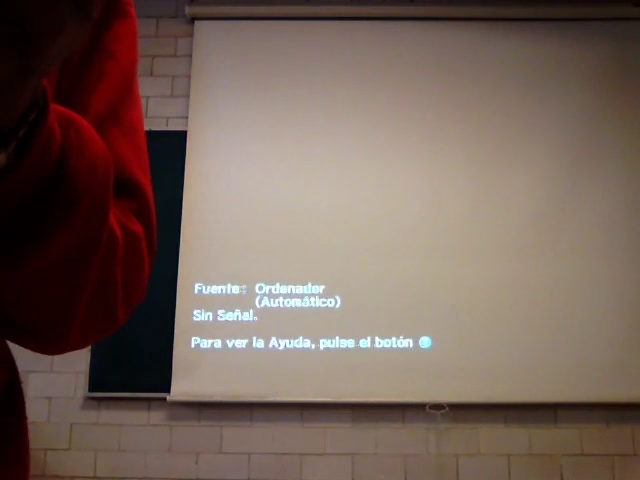 Fuente: Ordenador
(Automático)
Sin Señal.
Para ver la Ayuda, pulse el botón